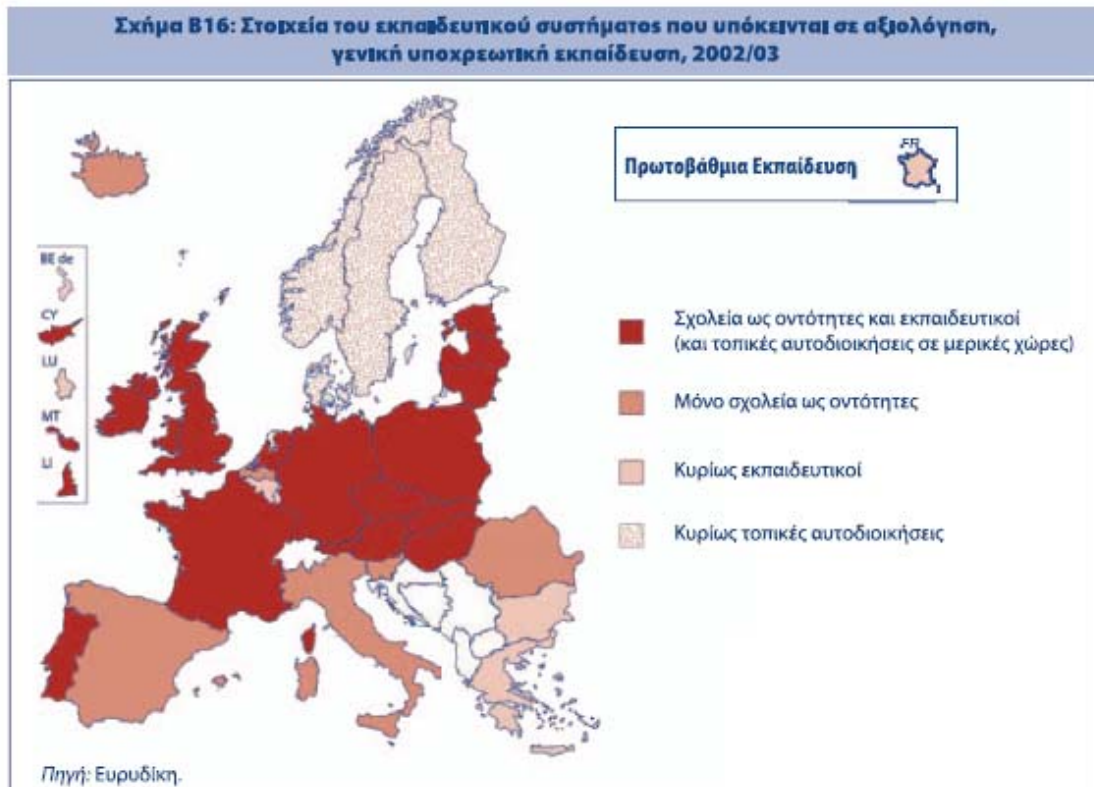 Σχήμα Β16: Στοιχεία του εκπαιδευτικού συστήματος που υπόκεινται σε αξιολόγηση,
γενική υποχρεωτική εκπαίδευση, 2002/03
Πρωτοβάθμια Εκπαίδευση
FR
BE de
CY
LU
MT
LI
Σχολεία ως οντότητες και εκπαιδευτικοί
(και τοπικές αυτοδιοικήσεις σε μερικές χώρες)
Μόνο σχολεία ως οντότητες
Κυρίως εκπαιδευτικοί
Κυρίως τοπικές αυτοδιοικήσεις
Πηγή: Ευρυδίκη.